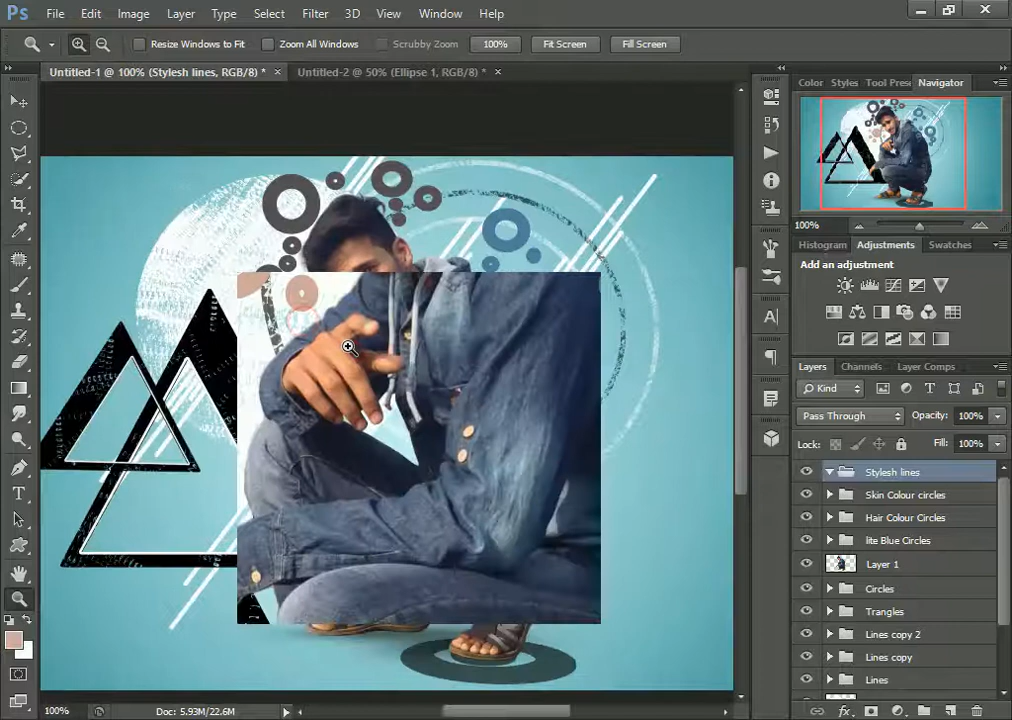 Ps File Edit Image Layer Type Select Filter 3D View Window Help
Resize Windows to Fit Zoom All Windows Scrubby Zoom 100% Fit Screen Fill Screen
Untitled-1 @ 100% (Stylesh lines, RGB/8) * × Untitled-2 @ 50% (Ellipse 1, RGB/8) * ×
Color Styles Tool Prese Navigator
100%
Histogram Adjustments Swatches
Add an adjustment
Layers Channels Layer Comps
Kind
Pass Through Opacity: 100%
Lock: Fill: 100%
Stylesh lines
Skin Colour circles
Hair Colour Circles
lite Blue Circles
Layer 1
Circles
Trangles
Lines copy 2
Lines copy
Lines
100% Doc: 5.93M/22.6M